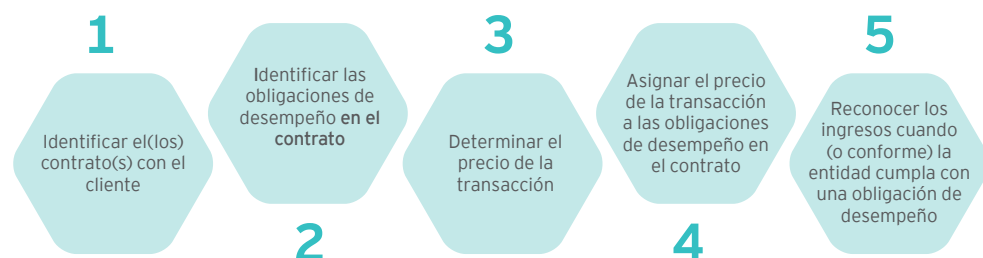 1
Identificar el(los)
contrato(s) con el
cliente
2
Identificar las
obligaciones de
desempeño en el
contrato
3
Determinar el
precio de la
transacción
4
Asignar el precio
de la transacción
a las obligaciones
de desempeño en
el contrato
5
Reconocer los
ingresos cuando
(o conforme) la
entidad cumpla con
una obligación de
desempeño